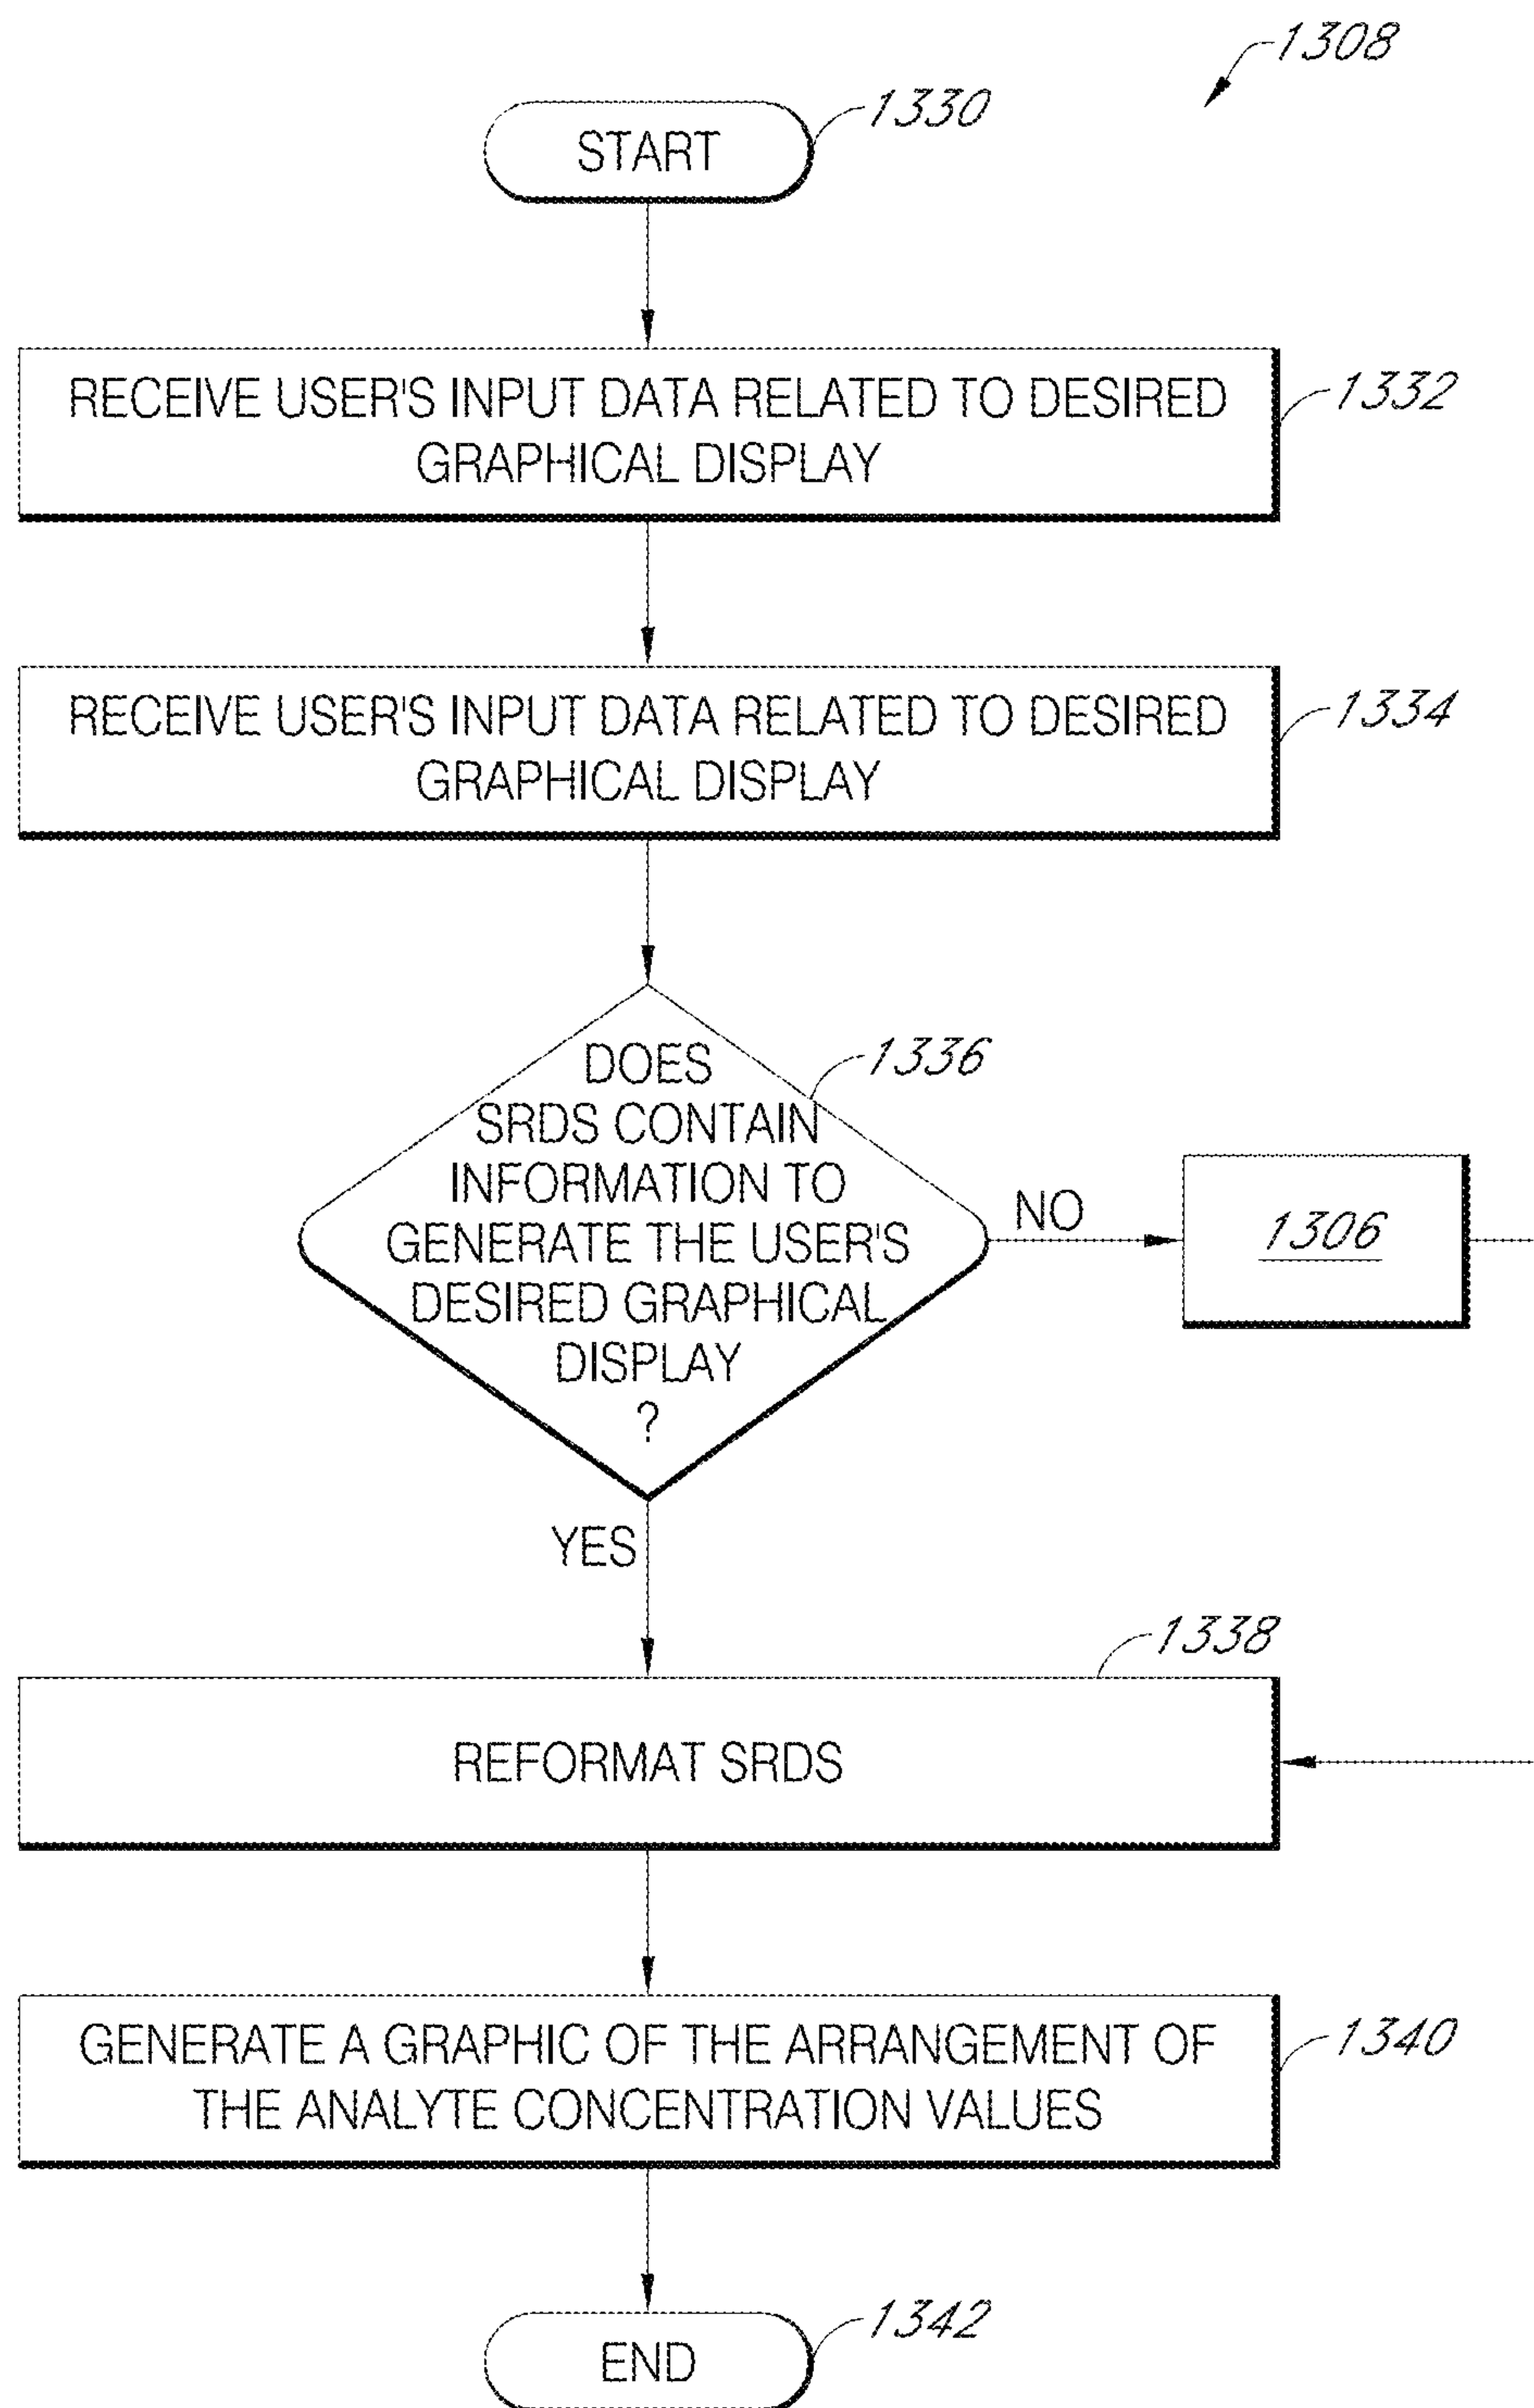 1308
START
1330
RECEIVE USER'S INPUT DATA RELATED TO DESIRED
GRAPHICAL DISPLAY
1332
RECEIVE USER'S INPUT DATA RELATED TO DESIRED
GRAPHICAL DISPLAY
1334
DOES
SRDS CONTAIN
INFORMATION TO
GENERATE THE USER'S
DESIRED GRAPHICAL
DISPLAY
?
1336
NO
1306
YES
1338
REFORMAT SRDS
GENERATE A GRAPHIC OF THE ARRANGEMENT OF
THE ANALYTE CONCENTRATION VALUES
1340
END
1342